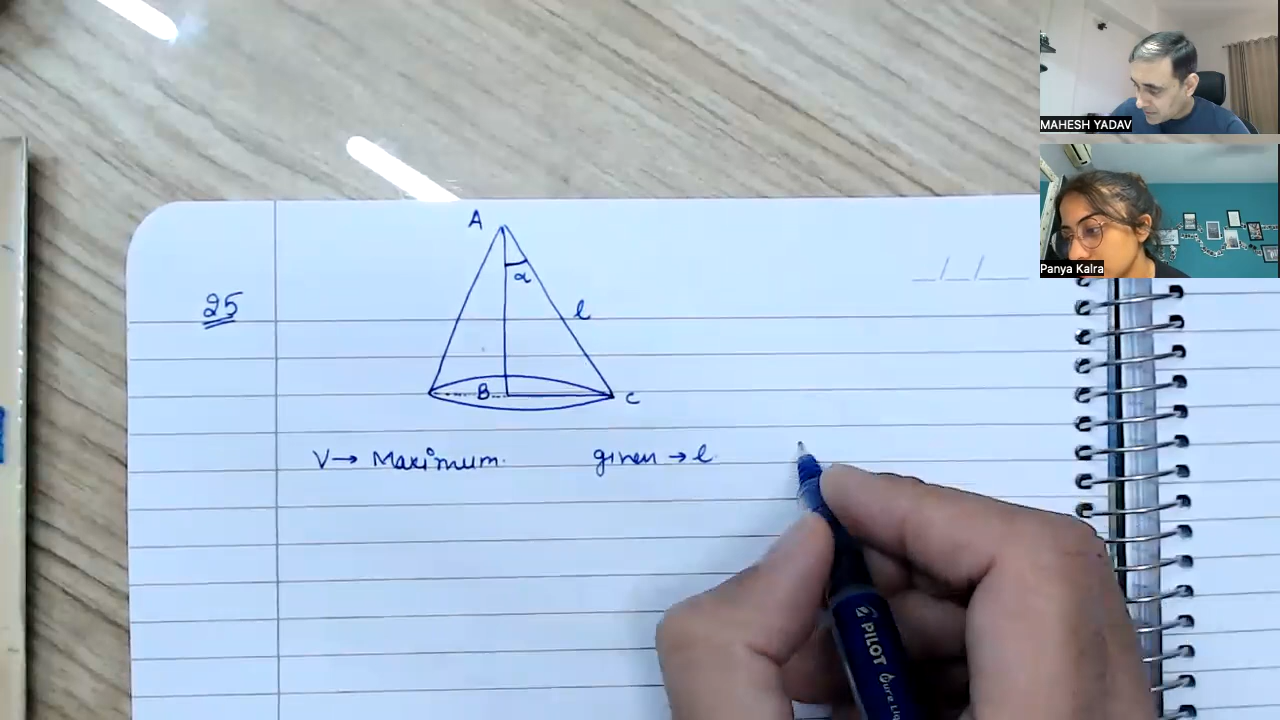 MAHESH YADAV
Panya Kalra
A
α
25
l
B
C
V→ Maximum. given → l
PILOT